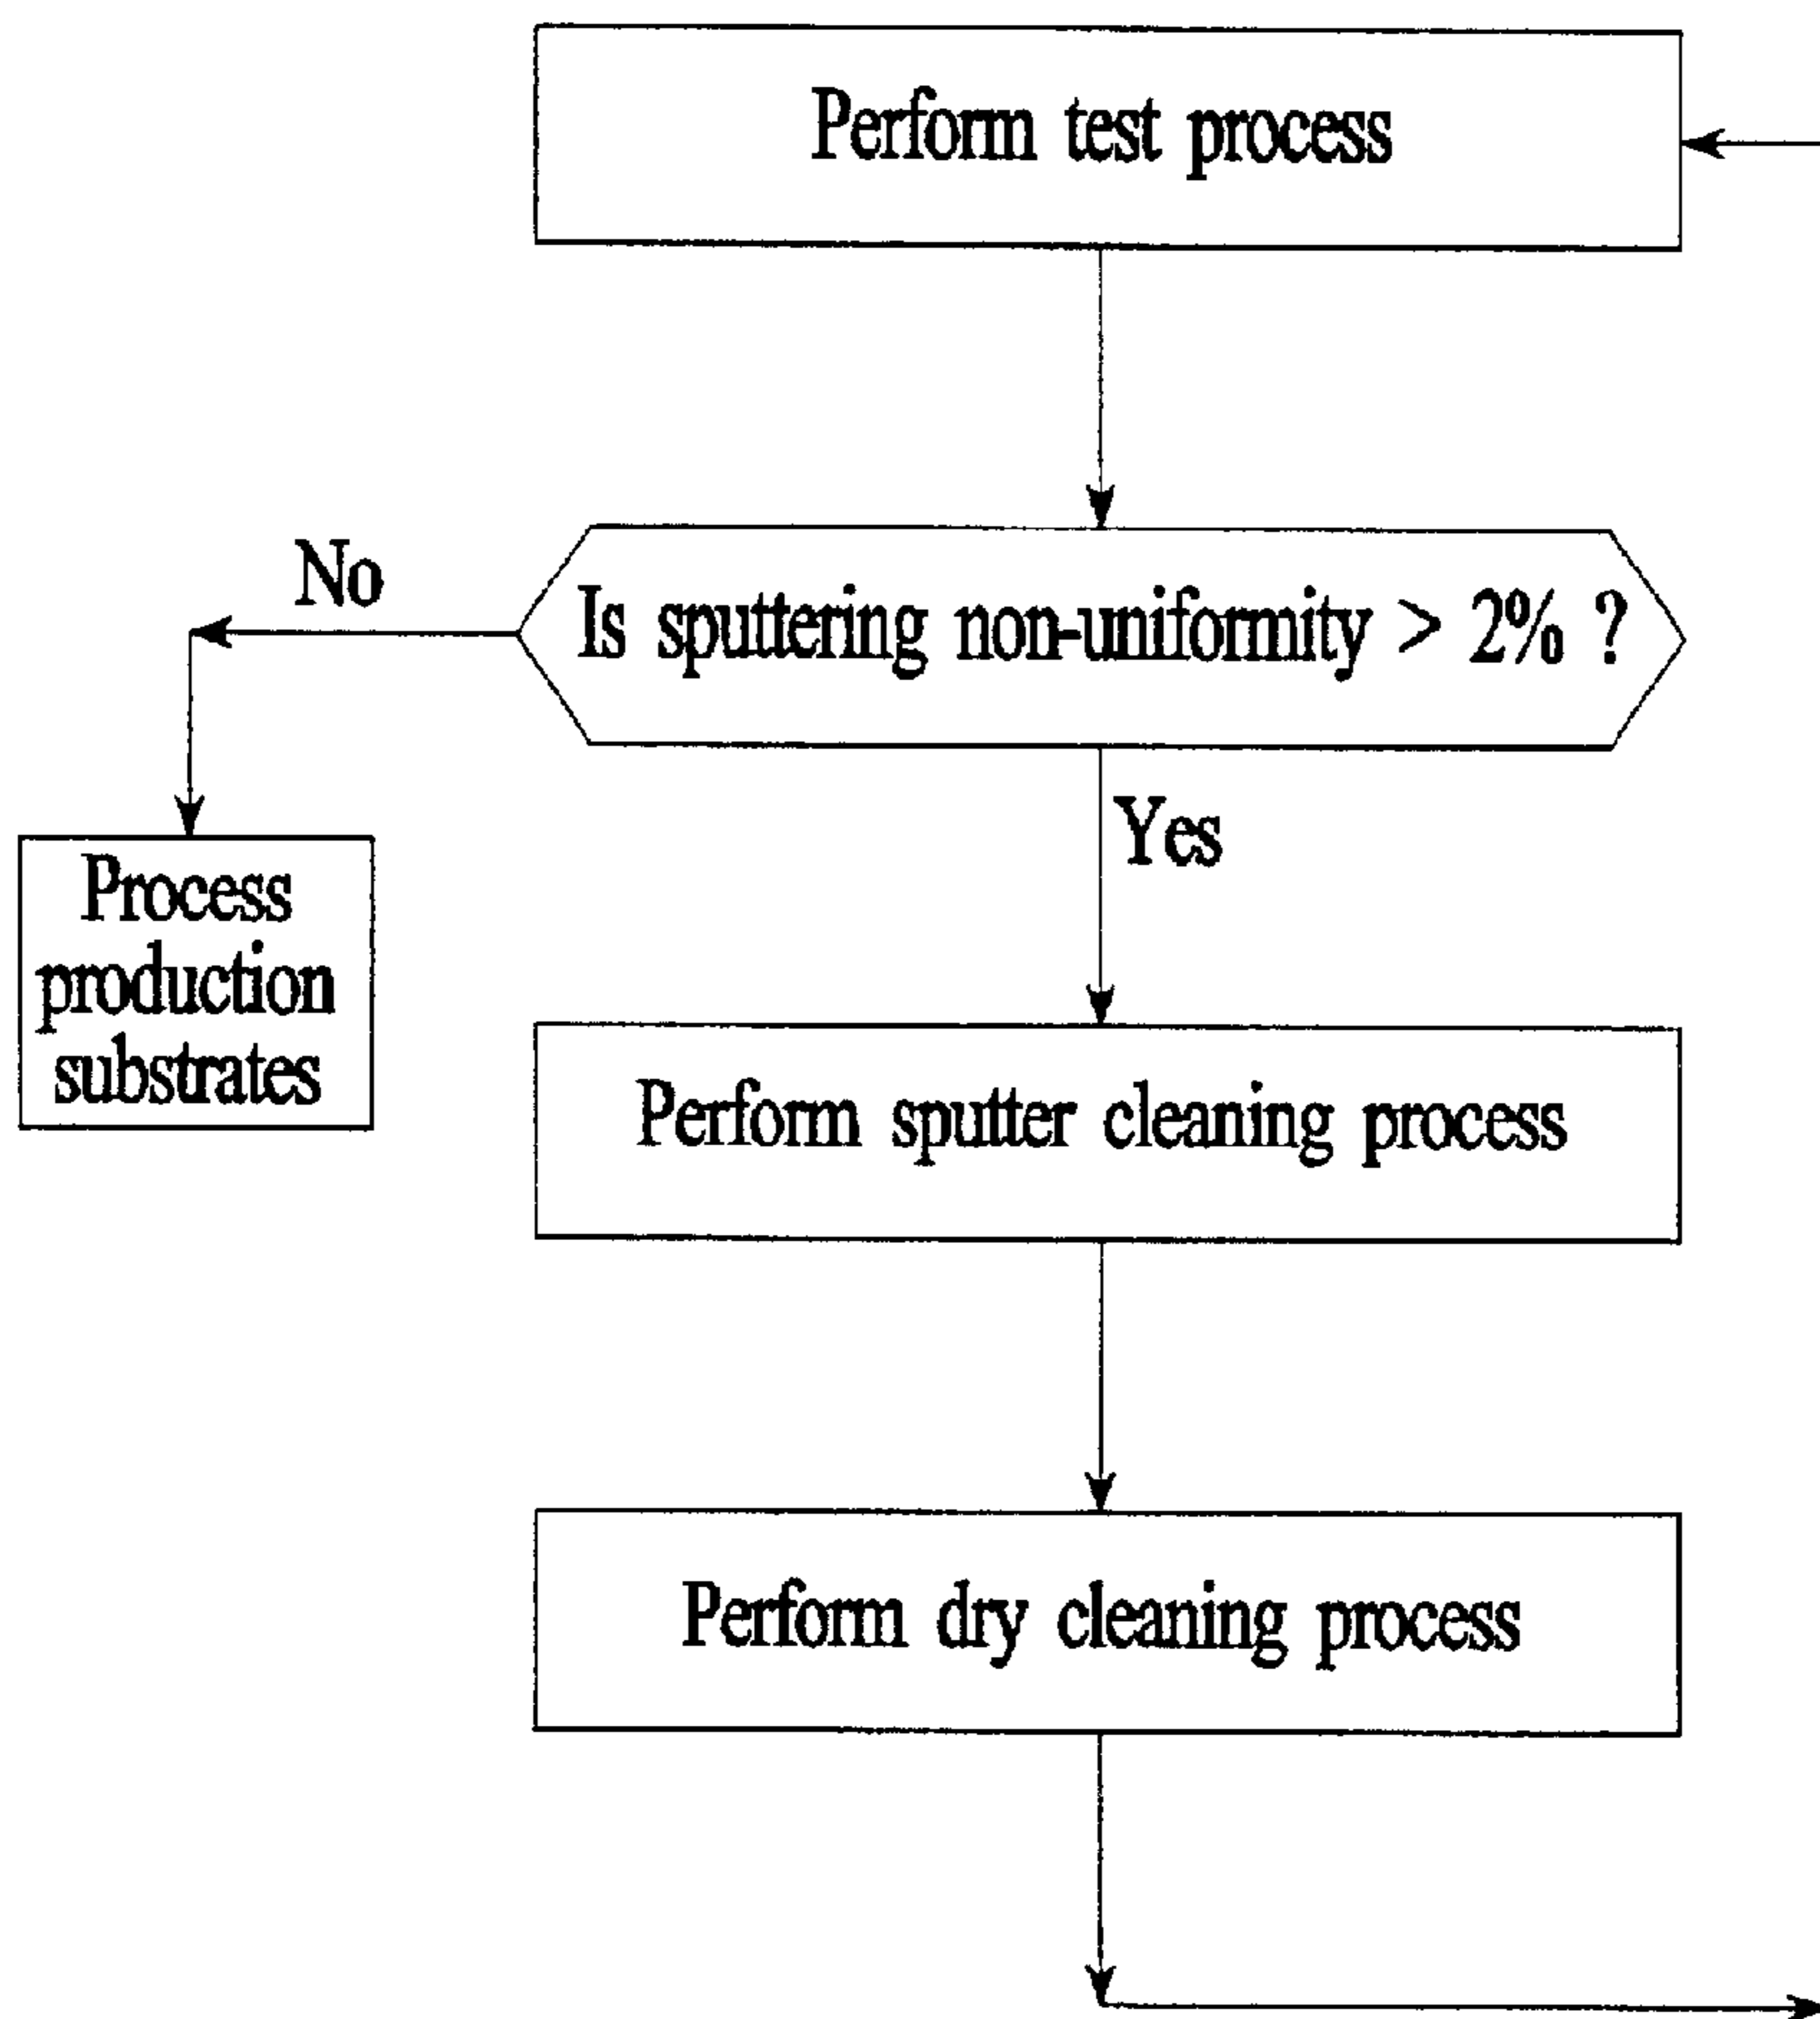 Perform test process
No
Is sputtering non-uniformity > 2% ?
Yes
Process
production
substrates
Perform sputter cleaning process
Perform dry cleaning process